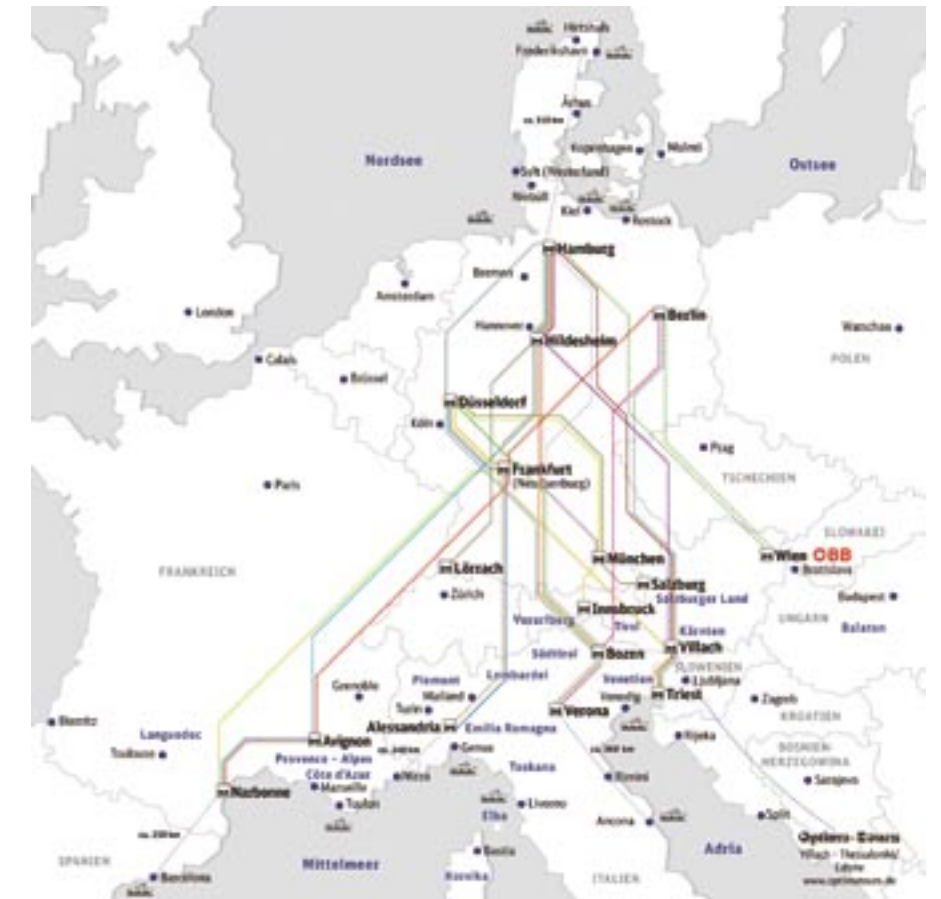 Hirtshals
Frederikshavn
Århus
Kopenhagen
Malmö
Nordsee
Ostsee
Sylt (Westerland)
Niebüll
Kiel
Rostock
Hamburg
Bremen
Amsterdam
London
Hannover
Hildesheim
Berlin
Warschau
POLEN
Calais
Brüssel
Düsseldorf
Köln
Prag
TSCHECHIEN
Frankfurt
(Neu-Isenburg)
Paris
SLOWAKEI
München
Wien ÖBB
Bratislava
FRANKREICH
Lörrach
Salzburg
Salzburger Land
Zürich
Innsbruck
Budapest
UNGARN
Vorarlberg
Tirol
Kärnten
Balaton
Südtirol
Bozen
Villach
SLOWENIEN
Ljubljana
Lombardei
Piemont
Venetien
Grenoble
Mailand
Turin
Venedig
Triest
Zagreb
Verona
KROATIEN
Biarritz
Languedoc
Alessandria
Emilia Romagna
Toulouse
Avignon
Genua
Rijeka
BOSNIEN-
HERZEGOWINA
Provence - Alpen
Côte d'Azur
Toskana
Nizza
Rimini
Sarajevo
Narbonne
Marseille
Toulon
Livorno
Elba
Ancona
Split
Adria
Optima - Tours
Villach - Thessaloniki/
www.optimatours.de
Mittelmeer
Bastia
Korsika
SPANIEN
Barcelona
ITALIEN